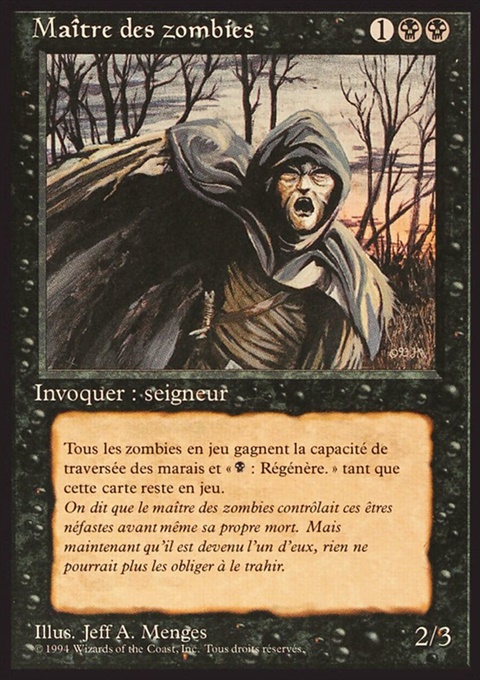 Maître des zombies 1
Invoquer : seigneur
Tous les zombies en jeu gagnent la capacité de
traversée des marais et « : Régénère. » tant que
cette carte reste en jeu.
On dit que le maître des zombies contrôlait ces êtres
néfastes avant même sa propre mort. Mais
maintenant qu'il est devenu l'un d'eux, rien ne
pourrait plus les obliger à le trahir.
Illus. Jeff A. Menges
© 1994 Wizards of the Coast, Inc. Tous droits réservés.
2/3